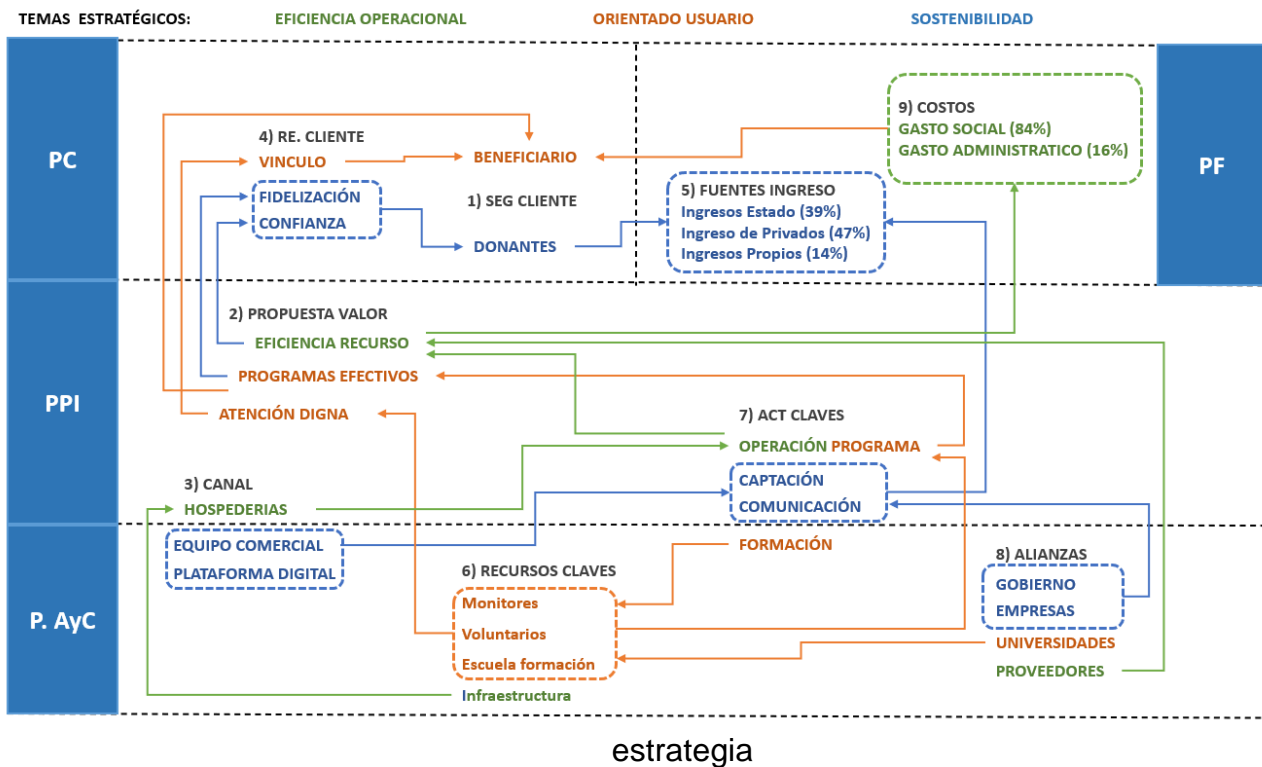 TEMAS ESTRATÉGICOS: EFICIENCIA OPERACIONAL ORIENTADO USUARIO SOSTENIBILIDAD
PC
4) RE. CLIENTE
VINCULO
FIDELIZACIÓN
CONFIANZA
BENEFICIARIO
1) SEG CLIENTE
DONANTES
5) FUENTES INGRESO
Ingresos Estado (39%)
Ingreso de Privados (47%)
Ingresos Propios (14%)
9) COSTOS
GASTO SOCIAL (84%)
GASTO ADMINISTRATICO (16%)
PF
PPI
2) PROPUESTA VALOR
EFICIENCIA RECURSO
PROGRAMAS EFECTIVOS
ATENCIÓN DIGNA
3) CANAL
HOSPEDERIAS
7) ACT CLAVES
OPERACIÓN PROGRAMA
CAPTACIÓN
COMUNICACIÓN
P. AyC
EQUIPO COMERCIAL
PLATAFORMA DIGITAL
6) RECURSOS CLAVES
Monitores
Voluntarios
Escuela formación
Infraestructura
FORMACIÓN
8) ALIANZAS
GOBIERNO
EMPRESAS
UNIVERSIDADES
PROVEEDORES
estrategia